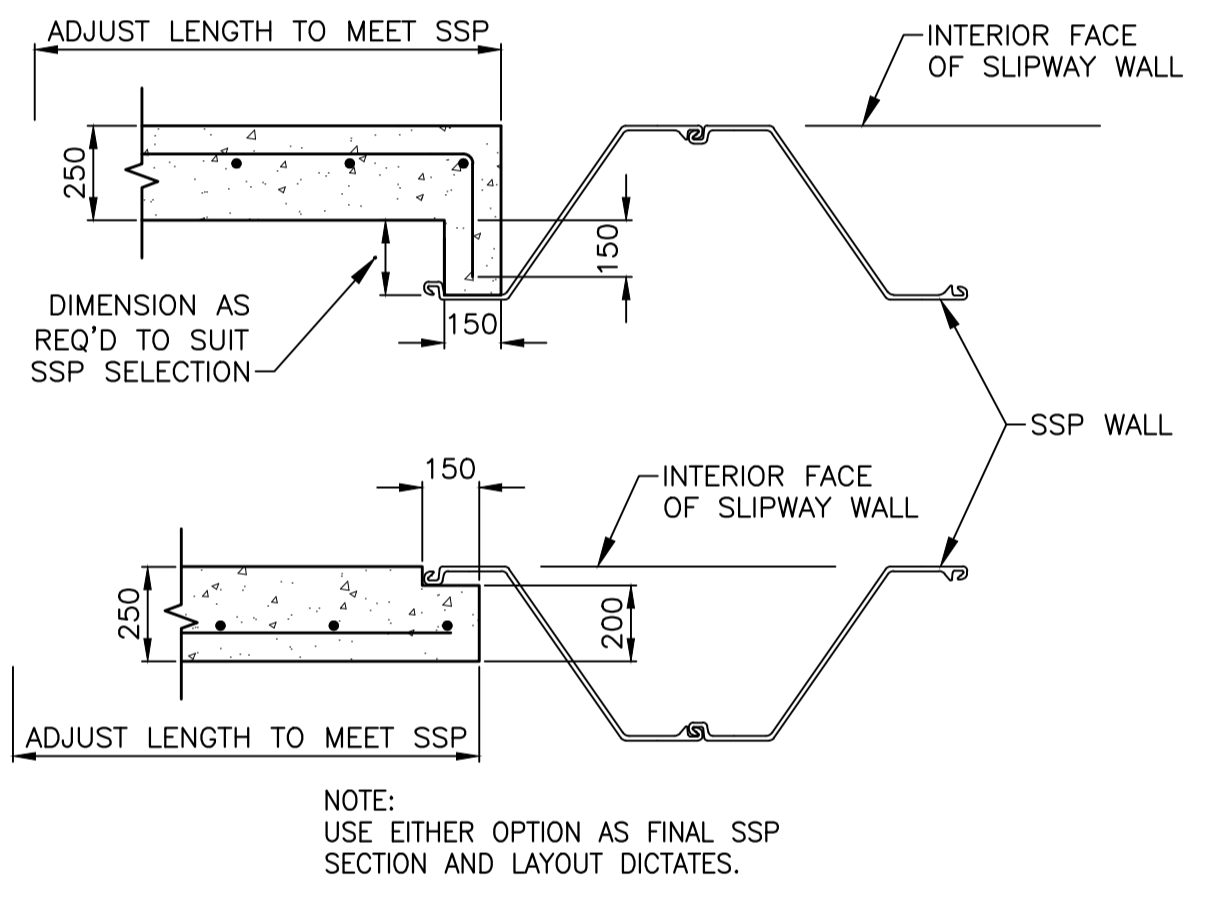 ADJUST LENGTH TO MEET SSP
INTERIOR FACE
OF SLIPWAY WALL
250
150
DIMENSION AS
REQ'D TO SUIT
SSP SELECTION
150
SSP WALL
150
INTERIOR FACE
OF SLIPWAY WALL
250
200
ADJUST LENGTH TO MEET SSP
NOTE:
USE EITHER OPTION AS FINAL SSP
SECTION AND LAYOUT DICTATES.